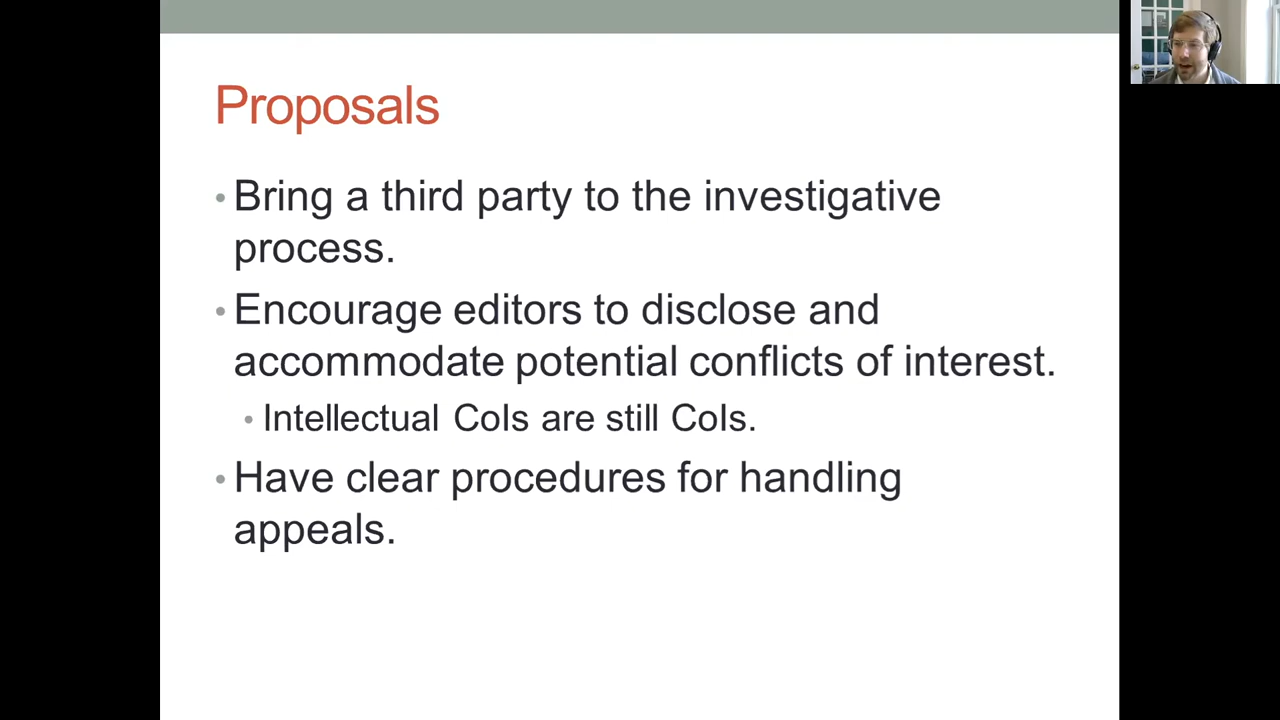 Proposals
• Bring a third party to the investigative
process.
• Encourage editors to disclose and
accommodate potential conflicts of interest.
• Intellectual CoIs are still CoIs.
• Have clear procedures for handling
appeals.